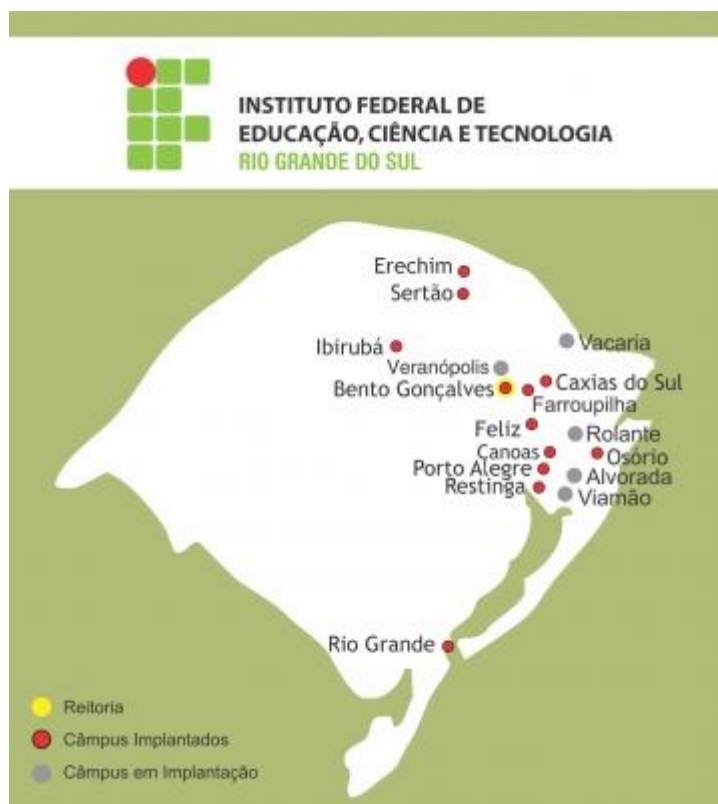 INSTITUTO FEDERAL DE
EDUCAÇÃO, CIÊNCIA E TECNOLOGIA
RIO GRANDE DO SUL
Erechim
Sertão
Ibirubá
Vacaria
Veranópolis
Bento Gonçalves
Caxias do Sul
Farroupilha
Feliz
Rolante
Canoas
Osório
Porto Alegre
Alvorada
Restinga
Viamão
Rio Grande
Reitoria
Câmpus Implantados
Câmpus em Implantação